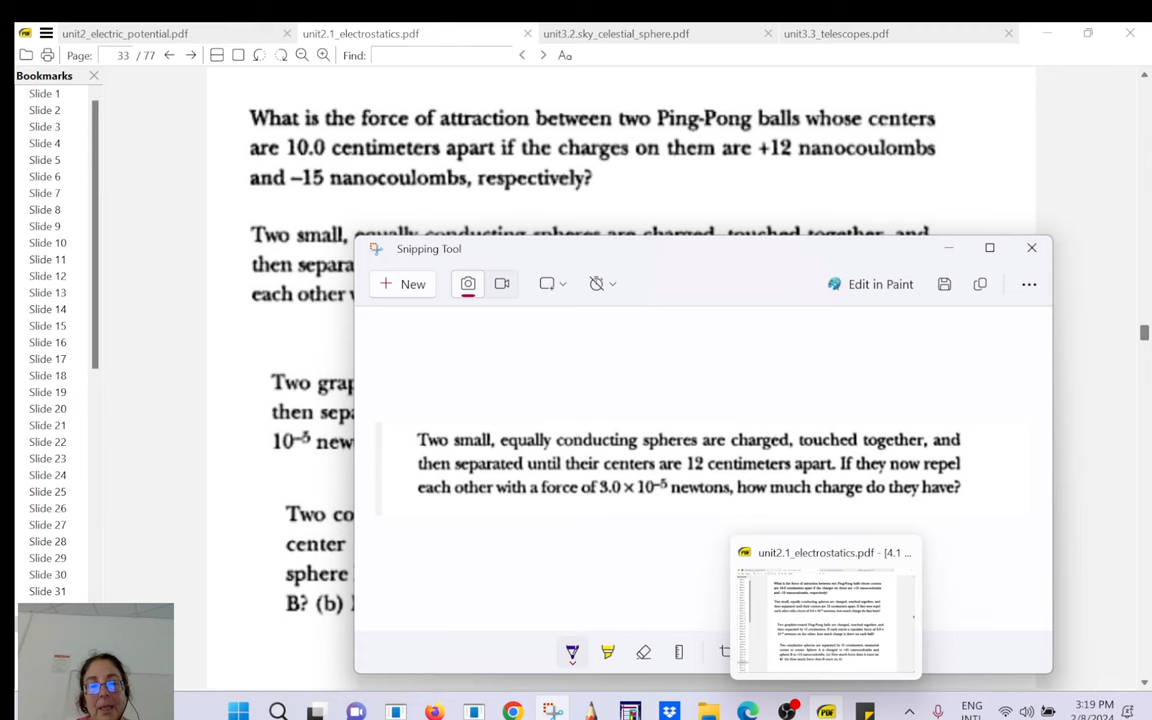 unit2_electric_potential.pdf
unit2.1_electrostatics.pdf
unit3.2.sky_celestial_sphere.pdf
unit3.3_telescopes.pdf
Page: 33 / 77
Find:
Aa
Bookmarks
Slide 1
Slide 2
Slide 3
Slide 4
Slide 5
Slide 6
Slide 7
Slide 8
Slide 9
Slide 10
Slide 11
Slide 12
Slide 13
Slide 14
Slide 15
Slide 16
Slide 17
Slide 18
Slide 19
Slide 20
Slide 21
Slide 22
Slide 23
Slide 24
Slide 25
Slide 26
Slide 27
Slide 28
Slide 29
Slide 30
Slide 31
What is the force of attraction between two Ping-Pong balls whose centers
are 10.0 centimeters apart if the charges on them are +12 nanocoulombs
and –15 nanocoulombs, respectively?
Two small, equally conducting spheres are charged, touched together, and
then separa
each other
Two grap
then sep
10⁻⁵ new
Two co
center
sphere
B? (b)
Snipping Tool
New
Edit in Paint
Two small, equally conducting spheres are charged, touched together, and
then separated until their centers are 12 centimeters apart. If they now repel
each other with a force of 3.0 × 10⁻⁵ newtons, how much charge do they have?
unit2.1_electrostatics.pdf - [4.1 ...
ENG
INTL
3:19 PM